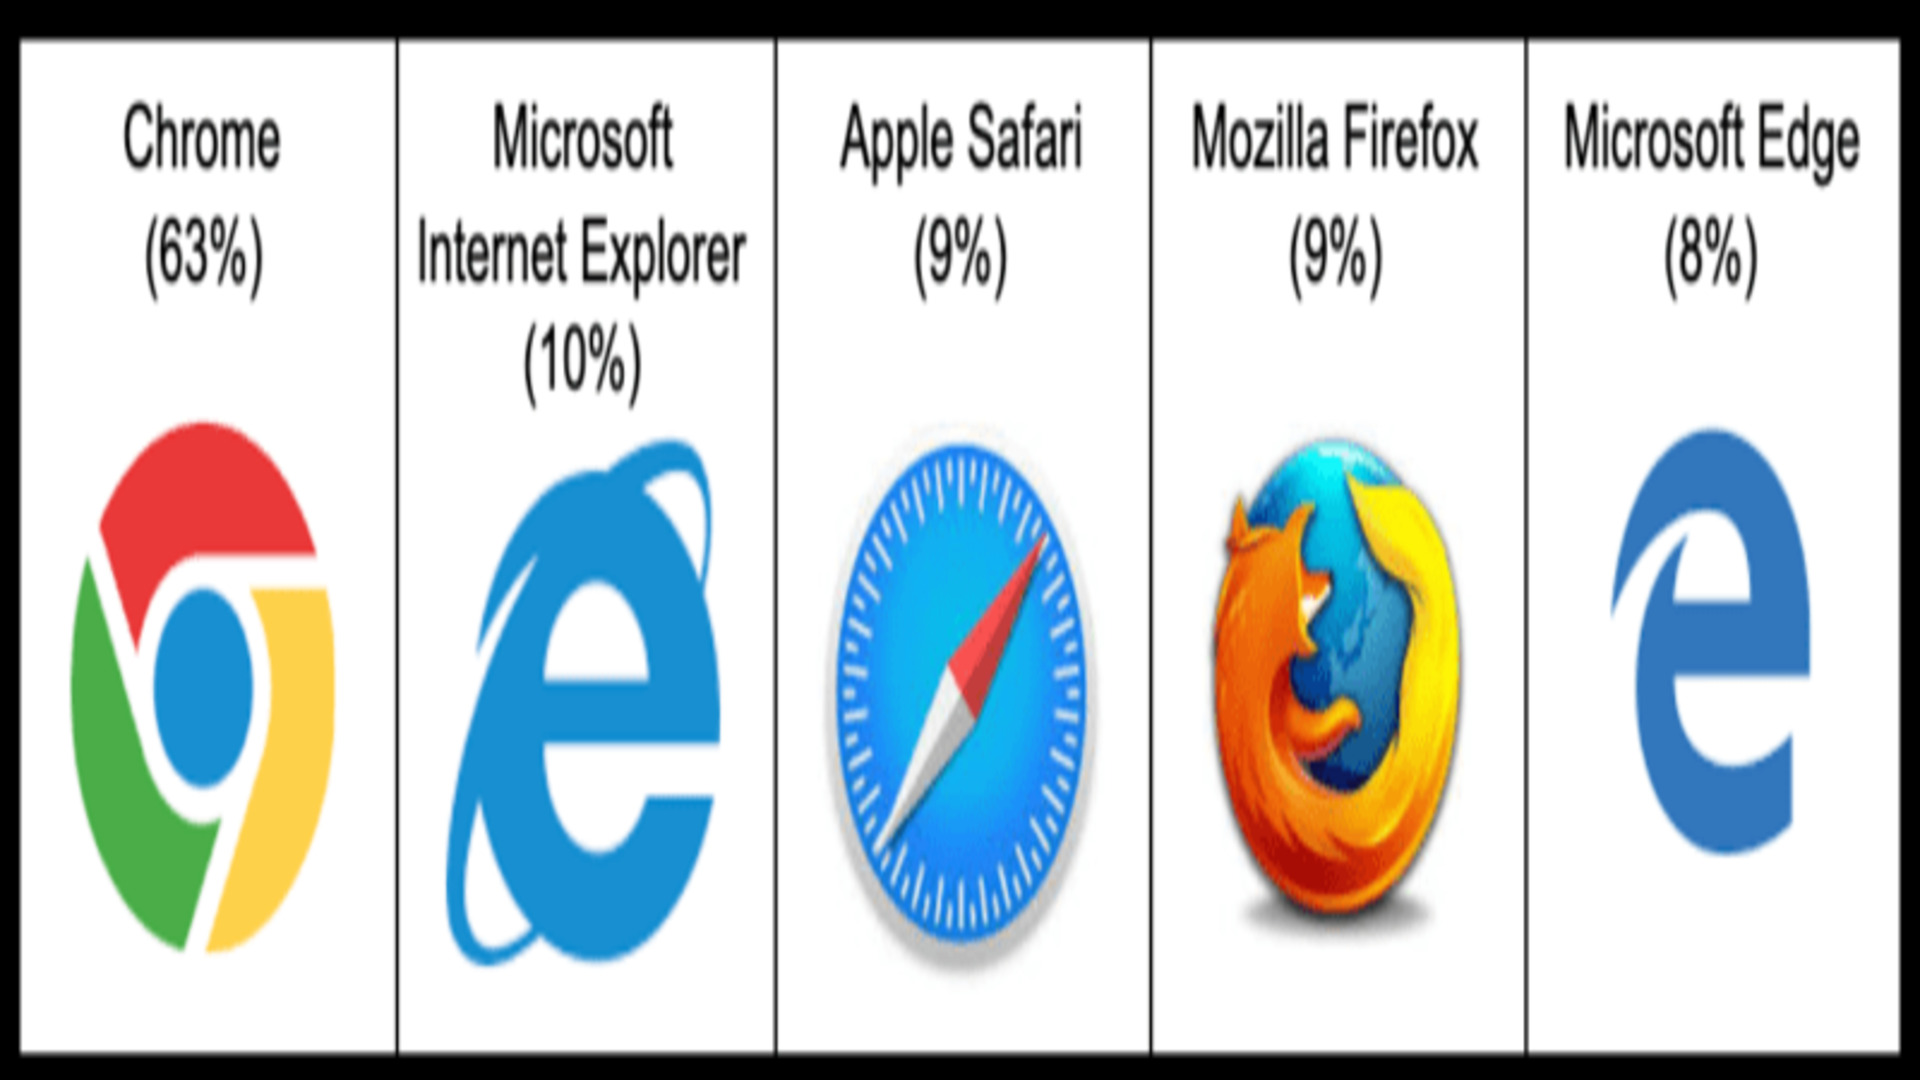 Chrome
(63%)
Microsoft
Internet Explorer
(10%)
Apple Safari
(9%)
Mozilla Firefox
(9%)
Microsoft Edge
(8%)